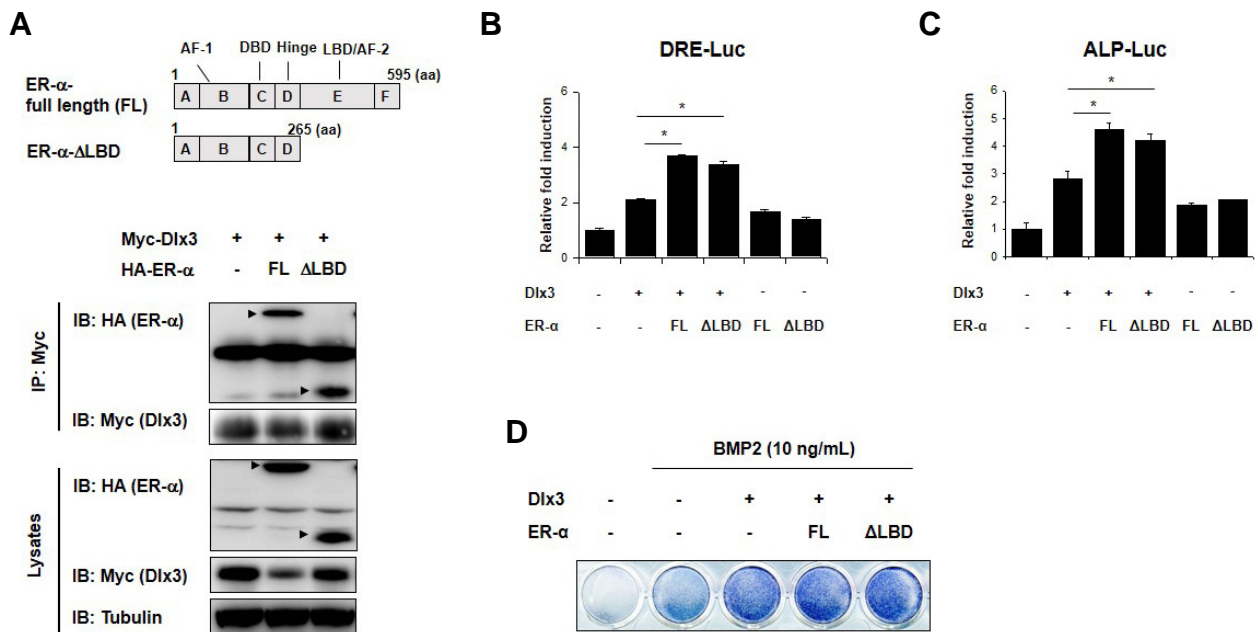 A
AF-1 DBD Hinge LBD/AF-2
1 595 (aa)
ER-α-
full length (FL)
A B C D E F
1 265 (aa)
ER-α-ΔLBD
A B C D
Myc-Dlx3 + + +
HA-ER-α - FL ΔLBD
IP: Myc
IB: HA (ER-α)
IB: Myc (Dlx3)
Lysates
IB: HA (ER-α)
IB: Myc (Dlx3)
IB: Tubulin
B
DRE-Luc
Relative fold induction
6
4
2
0
*
*
Dlx3 - + + + - -
ER-α - - FL ΔLBD FL ΔLBD
C
ALP-Luc
Relative fold induction
6
5
4
3
2
1
0
*
*
Dlx3 - + + + - -
ER-α - - FL ΔLBD FL ΔLBD
D
BMP2 (10 ng/mL)
Dlx3 - - + + +
ER-α - - - FL ΔLBD